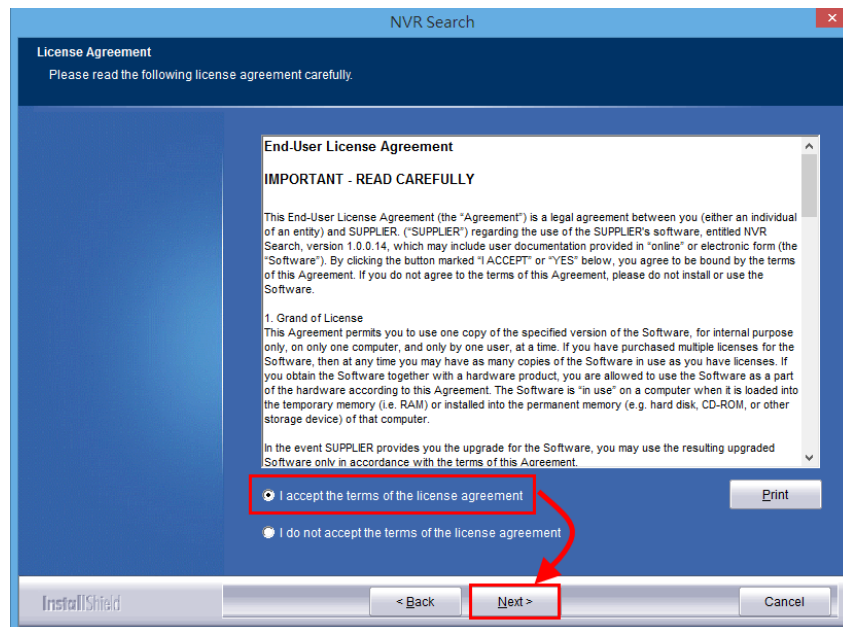 NVR Search
License Agreement
Please read the following license agreement carefully.
End-User License Agreement
IMPORTANT - READ CAREFULLY
This End-User License Agreement (the “Agreement”) is a legal agreement between you (either an individual
of an entity) and SUPPLIER. (“SUPPLIER”) regarding the use of the SUPPLIER's software, entitled NVR
Search, version 1.0.0.14, which may include user documentation provided in “online” or electronic form (the
“Software”). By clicking the button marked “I ACCEPT” or “YES” below, you agree to be bound by the terms
of this Agreement. If you do not agree to the terms of this Agreement, please do not install or use the
Software.
1. Grand of License
This Agreement permits you to use one copy of the specified version of the Software, for internal purpose
only, on only one computer, and only by one user, at a time. If you have purchased multiple licenses for the
Software, then at any time you may have as many copies of the Software in use as you have licenses. If
you obtain the Software together with a hardware product, you are allowed to use the Software as a part
of the hardware according to this Agreement. The Software is “in use” on a computer when it is loaded into
the temporary memory (i.e. RAM) or installed into the permanent memory (e.g. hard disk, CD-ROM, or other
storage device) of that computer.
In the event SUPPLIER provides you the upgrade for the Software, you may use the resulting upgraded
Software only in accordance with the terms of this Agreement.
I accept the terms of the license agreement
Print
I do not accept the terms of the license agreement
InstallShield
< Back
Next >
Cancel